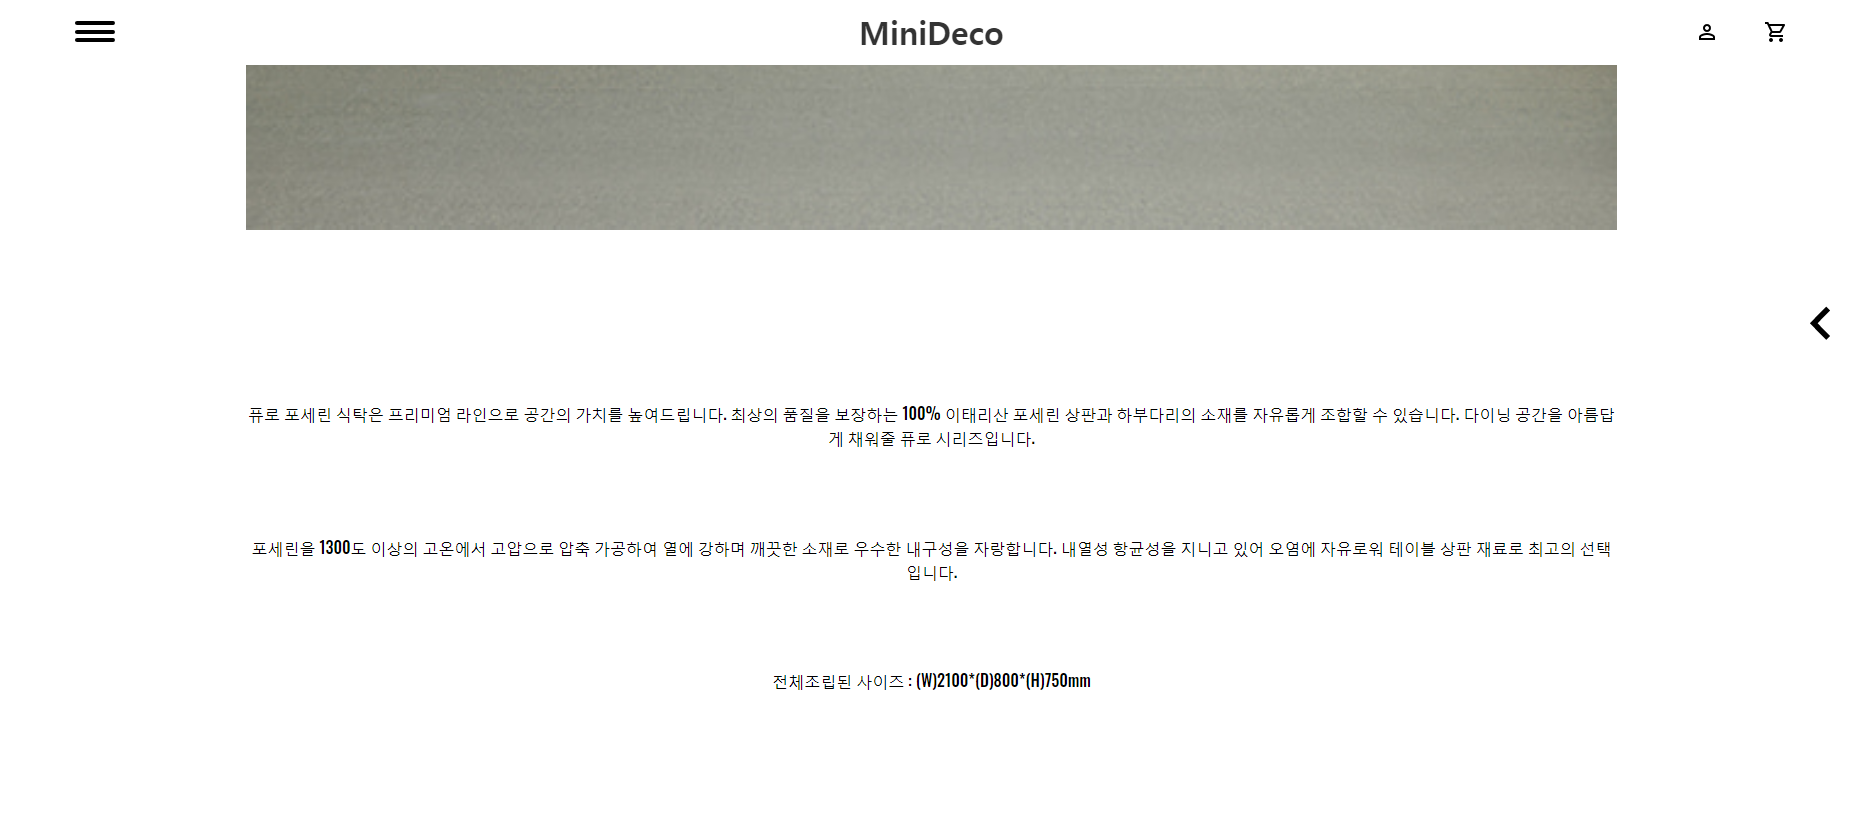 MiniDeco
퓨로 포세린 식탁은 프리미엄 라인으로 공간의 가치를 높여드립니다. 최상의 품질을 보장하는 100% 이태리산 포세린 상판과 하부다리의 소재를 자유롭게 조합할 수 있습니다. 다이닝 공간을 아름답
게 채워줄 퓨로 시리즈입니다.
포세린을 1300도 이상의 고온에서 고압으로 압축 가공하여 열에 강하며 깨끗한 소재로 우수한 내구성을 자랑합니다. 내열성 항균성을 지니고 있어 오염에 자유로워 테이블 상판 재료로 최고의 선택
입니다.
전체조립된 사이즈 : (W)2100*(D)800*(H)750mm